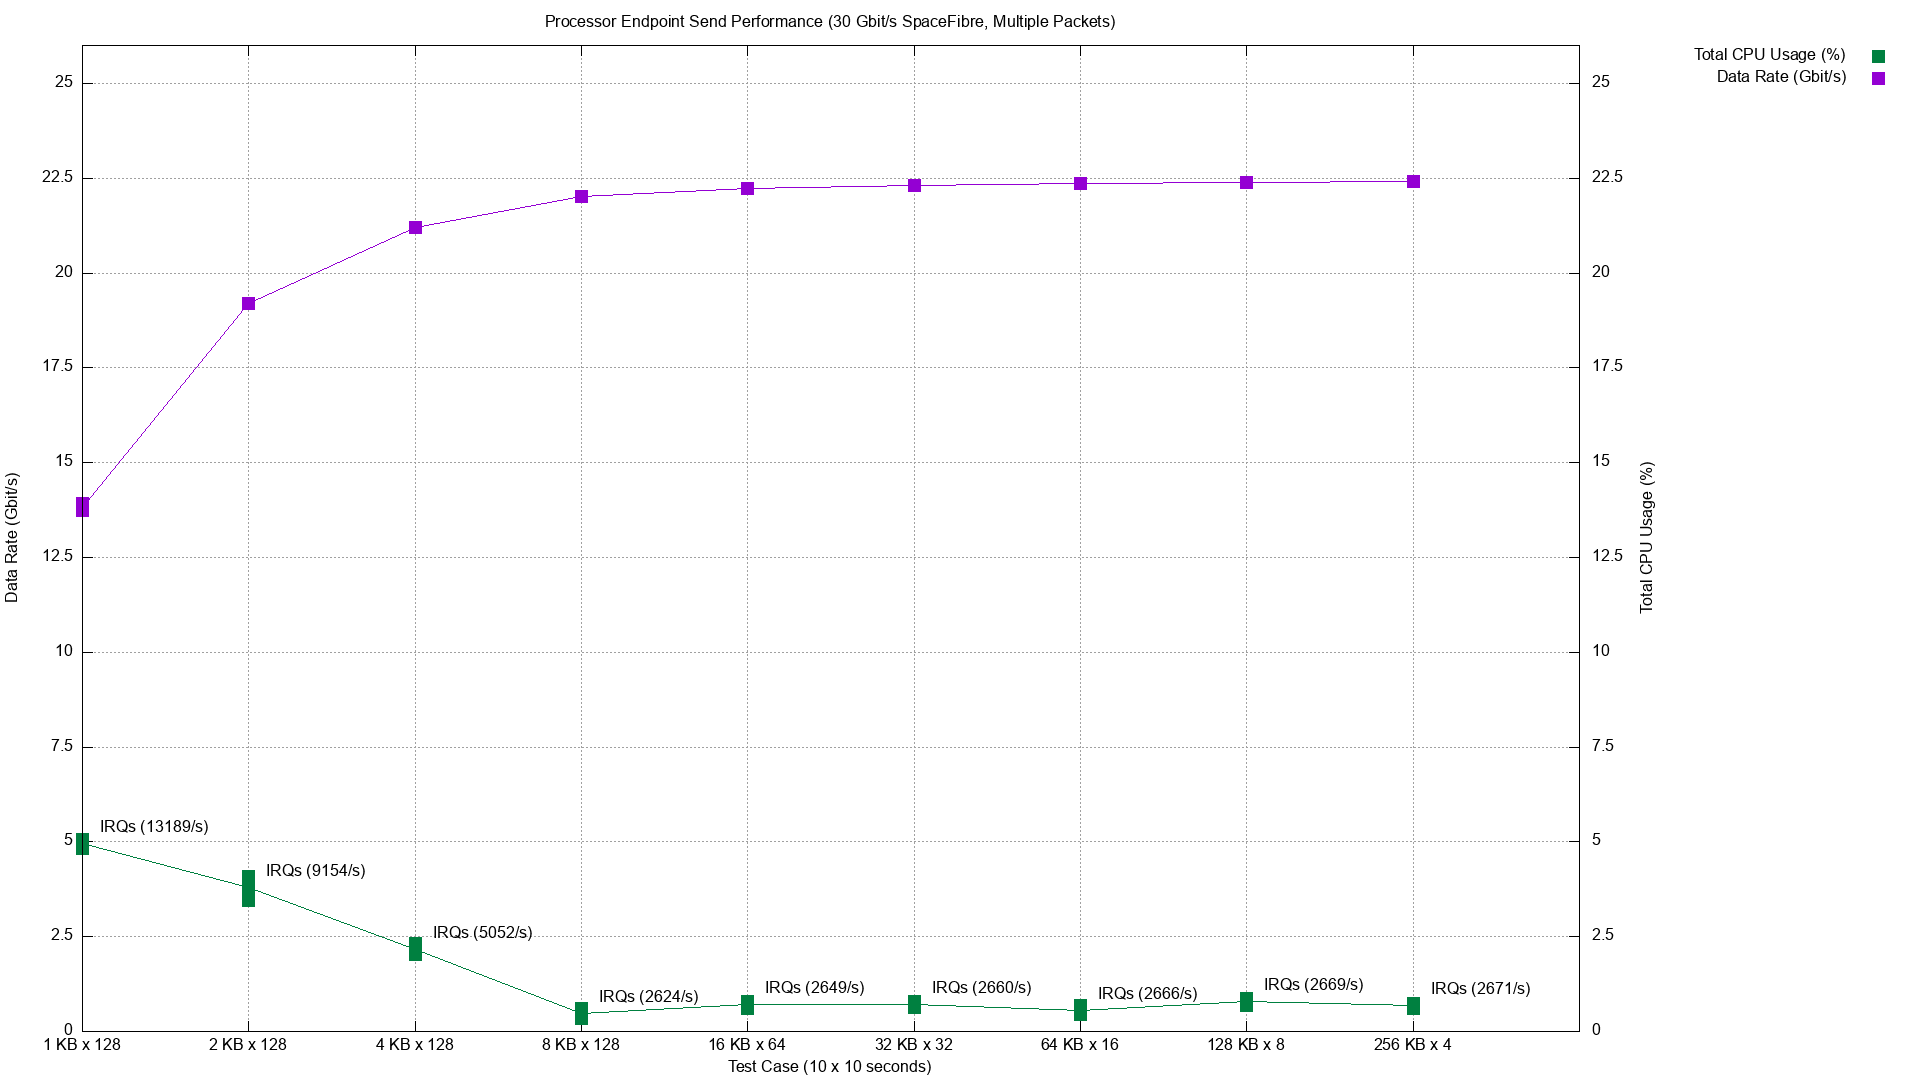 Processor Endpoint Send Performance (30 Gbit/s SpaceFibre, Multiple Packets)
Total CPU Usage (%)
Data Rate (Gbit/s)
25
25
22.5
22.5
20
20
17.5
17.5
15
15
12.5
12.5
10
10
7.5
7.5
5
5
2.5
2.5
0
0
Data Rate (Gbit/s)
Total CPU Usage (%)
IRQs (13189/s)
IRQs (9154/s)
IRQs (5052/s)
IRQs (2624/s)
IRQs (2649/s)
IRQs (2660/s)
IRQs (2666/s)
IRQs (2669/s)
IRQs (2671/s)
1 KB x 128
2 KB x 128
4 KB x 128
8 KB x 128
16 KB x 64
32 KB x 32
64 KB x 16
128 KB x 8
256 KB x 4
Test Case (10 x 10 seconds)